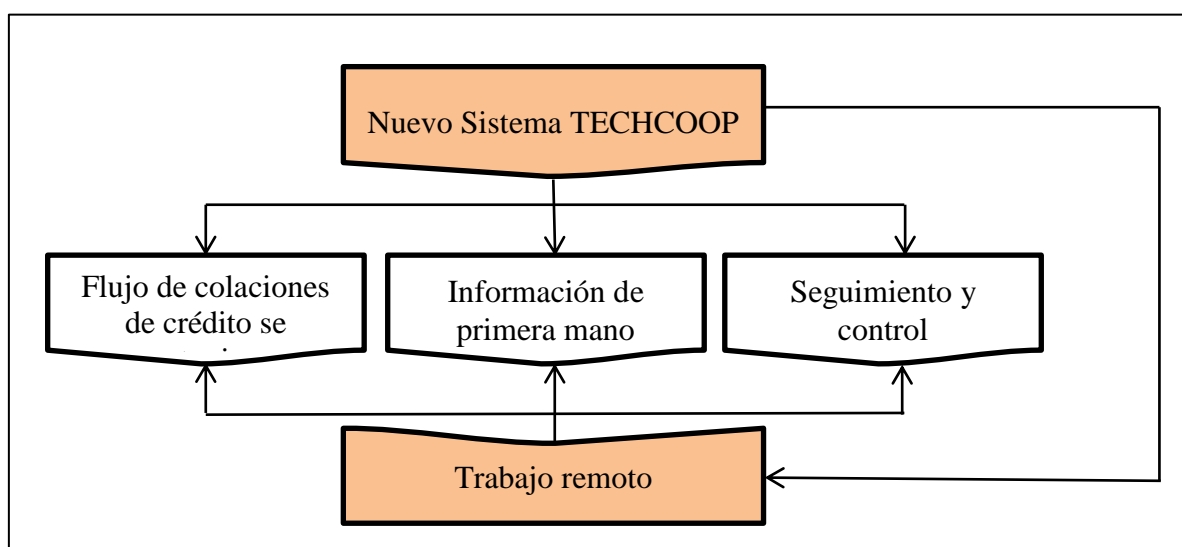 Nuevo Sistema TECHCOOP
Flujo de colaciones
de crédito se
Información de
primera mano
Seguimiento y
control
Trabajo remoto